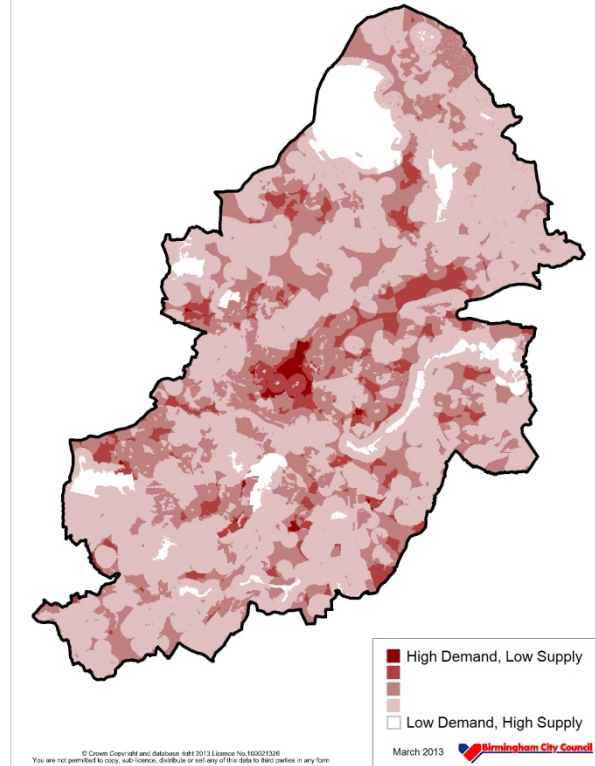 High Demand, Low Supply
Low Demand, High Supply
March 2013 Birmingham City Council
© Crown Copyright and database right 2013 Licence No.100021326
You are not permitted to copy, sub-licence, distribute or sell any of this data to third parties in any form